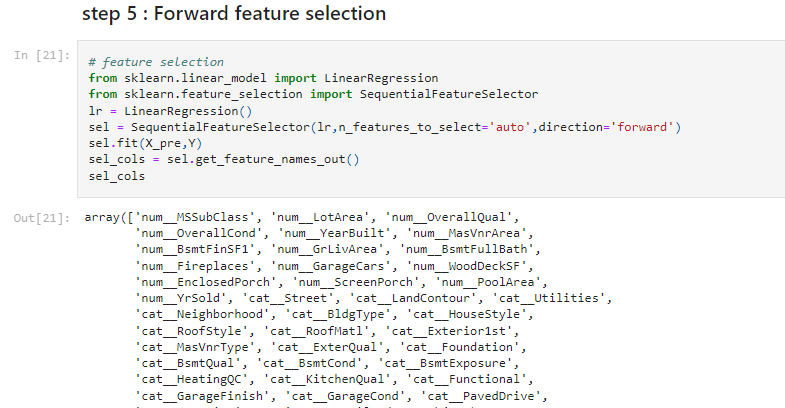 step 5 : Forward feature selection
In [21]:
# feature selection
from sklearn.linear_model import LinearRegression
from sklearn.feature_selection import SequentialFeatureSelector
lr = LinearRegression()
sel = SequentialFeatureSelector(lr,n_features_to_select='auto',direction='forward')
sel.fit(X_pre,Y)
sel_cols = sel.get_feature_names_out()
sel_cols
Out[21]: array(['num__MSSubClass', 'num__LotArea', 'num__OverallQual',
'num__OverallCond', 'num__YearBuilt', 'num__MasVnrArea',
'num__BsmtFinSF1', 'num__GrLivArea', 'num__BsmtFullBath',
'num__Fireplaces', 'num__GarageCars', 'num__WoodDeckSF',
'num__EnclosedPorch', 'num__ScreenPorch', 'num__PoolArea',
'num__YrSold', 'cat__Street', 'cat__LandContour', 'cat__Utilities',
'cat__Neighborhood', 'cat__BldgType', 'cat__HouseStyle',
'cat__RoofStyle', 'cat__RoofMatl', 'cat__Exterior1st',
'cat__MasVnrType', 'cat__ExterQual', 'cat__Foundation',
'cat__BsmtQual', 'cat__BsmtCond', 'cat__BsmtExposure',
'cat__HeatingQC', 'cat__KitchenQual', 'cat__Functional',
'cat__GarageFinish', 'cat__GarageCond', 'cat__PavedDrive',